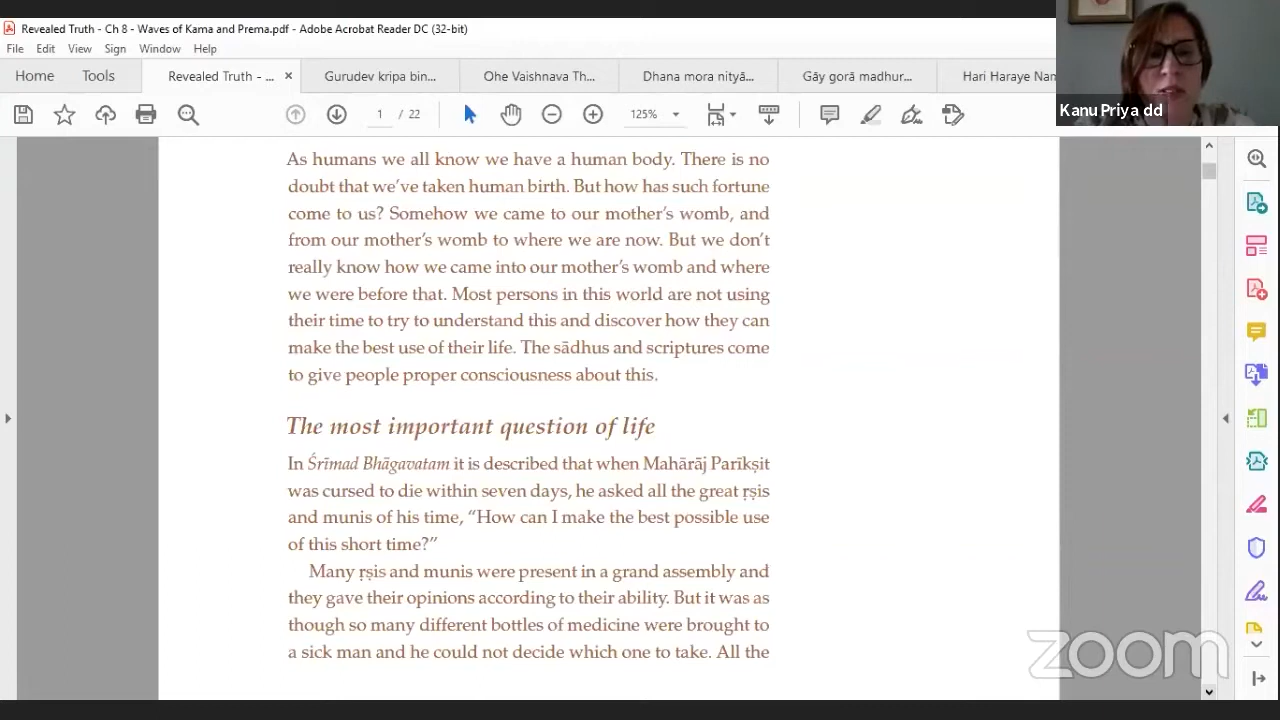 Revealed Truth - Ch 8 - Waves of Kama and Prema.pdf - Adobe Acrobat Reader DC (32-bit)
File Edit View Sign Window Help
Home Tools Revealed Truth - ... × Gurudev kripa bin... Ohe Vaishnava Th... Dhana mora nityā... Gāy gorā madhur... Hari Haraye Nam
1 / 22 125%
Kanu Priya dd
As humans we all know we have a human body. There is no
doubt that we’ve taken human birth. But how has such fortune
come to us? Somehow we came to our mother’s womb, and
from our mother’s womb to where we are now. But we don’t
really know how we came into our mother’s womb and where
we were before that. Most persons in this world are not using
their time to try to understand this and discover how they can
make the best use of their life. The sādhus and scriptures come
to give people proper consciousness about this.
The most important question of life
In Śrīmad Bhāgavatam it is described that when Mahārāj Parīkṣit
was cursed to die within seven days, he asked all the great ṛṣis
and munis of his time, “How can I make the best possible use
of this short time?”
Many ṛṣis and munis were present in a grand assembly and
they gave their opinions according to their ability. But it was as
though so many different bottles of medicine were brought to
a sick man and he could not decide which one to take. All the
zoom